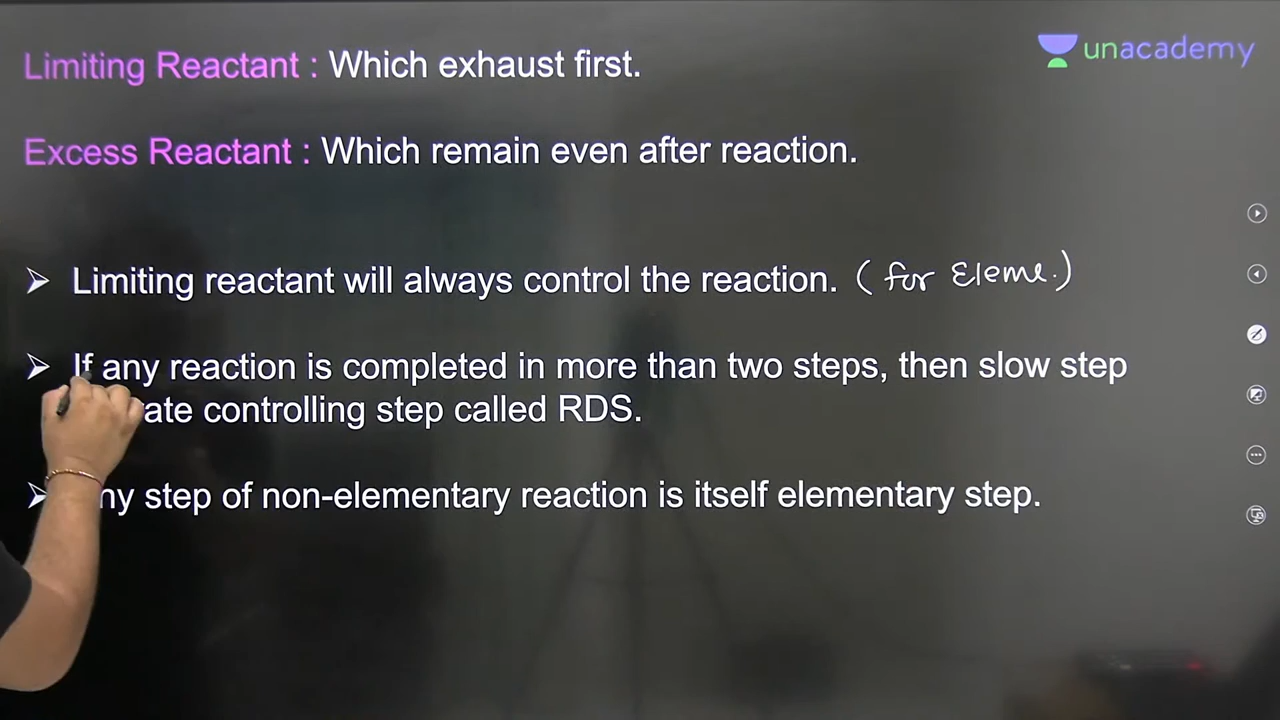 unacademy
Limiting Reactant : Which exhaust first.
Excess Reactant : Which remain even after reaction.
Limiting reactant will always control the reaction. (for Eleme.)
If any reaction is completed in more than two steps, then slow step
controlling step called RDS.
step of non-elementary reaction is itself elementary step.